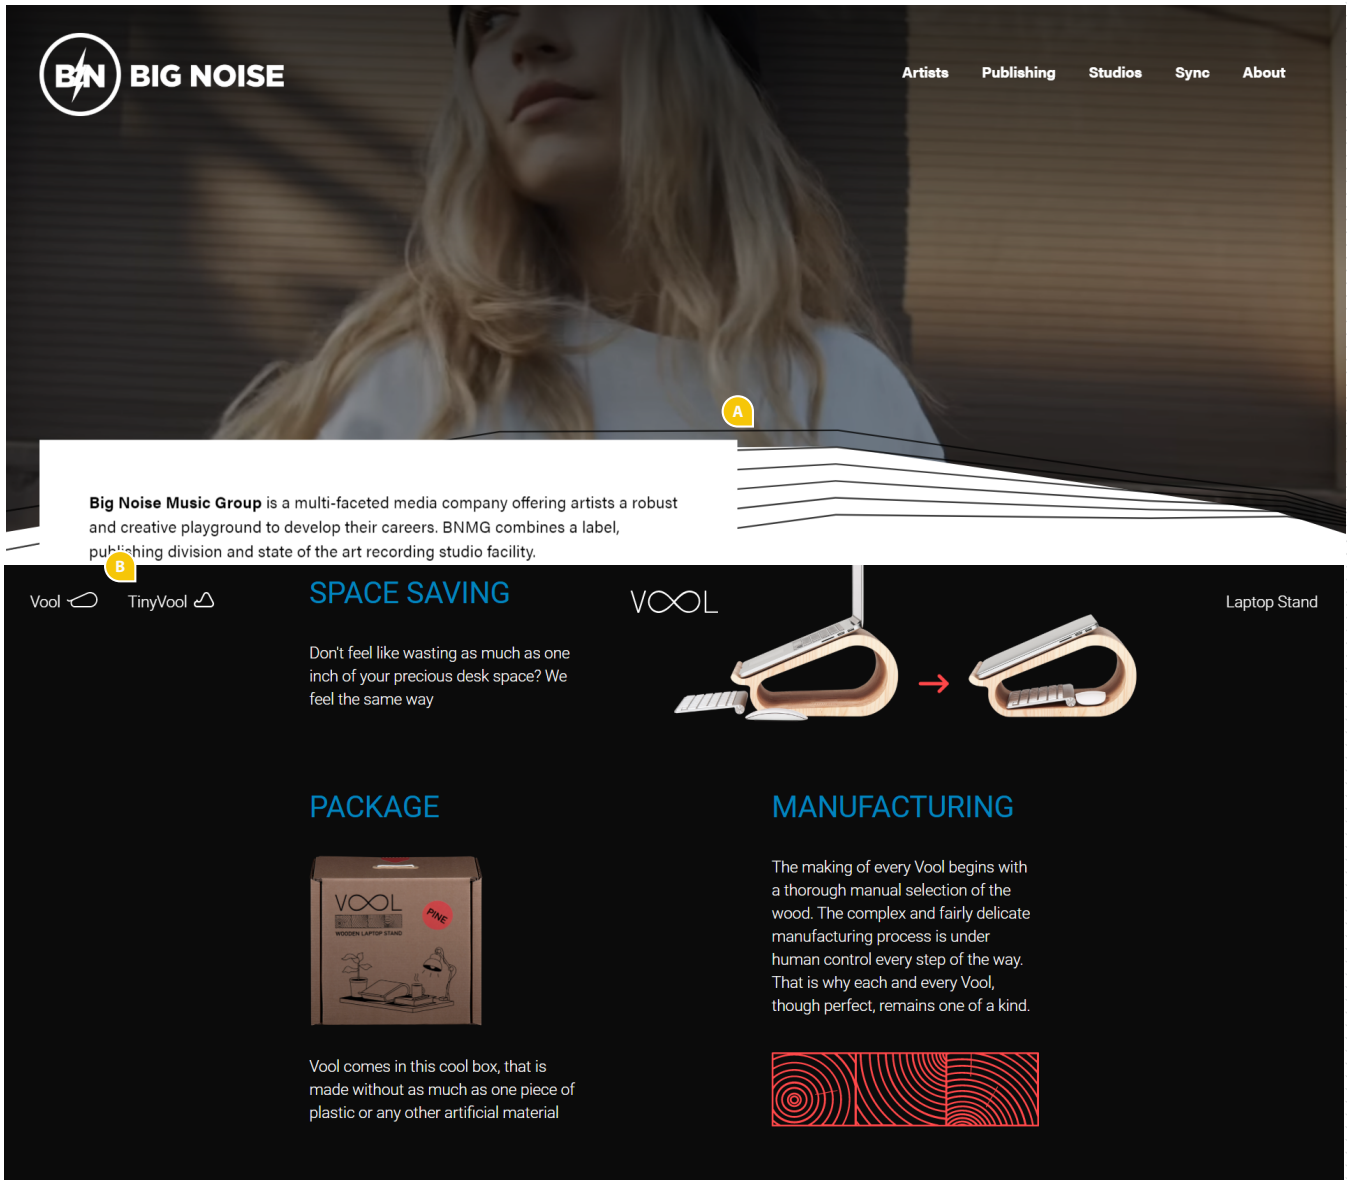 BN BIG NOISE
Artists Publishing Studios Sync About
A
Big Noise Music Group is a multi-faceted media company offering artists a robust
and creative playground to develop their careers. BNMG combines a label,
publishing division and state of the art recording studio facility.
B
Vool TinyVool
VOOL
Laptop Stand
SPACE SAVING
Don't feel like wasting as much as one
inch of your precious desk space? We
feel the same way
PACKAGE
VOOL
PINE
WOODEN LAPTOP STAND
Vool comes in this cool box, that is
made without as much as one piece of
plastic or any other artificial material
MANUFACTURING
The making of every Vool begins with
a thorough manual selection of the
wood. The complex and fairly delicate
manufacturing process is under
human control every step of the way.
That is why each and every Vool,
though perfect, remains one of a kind.